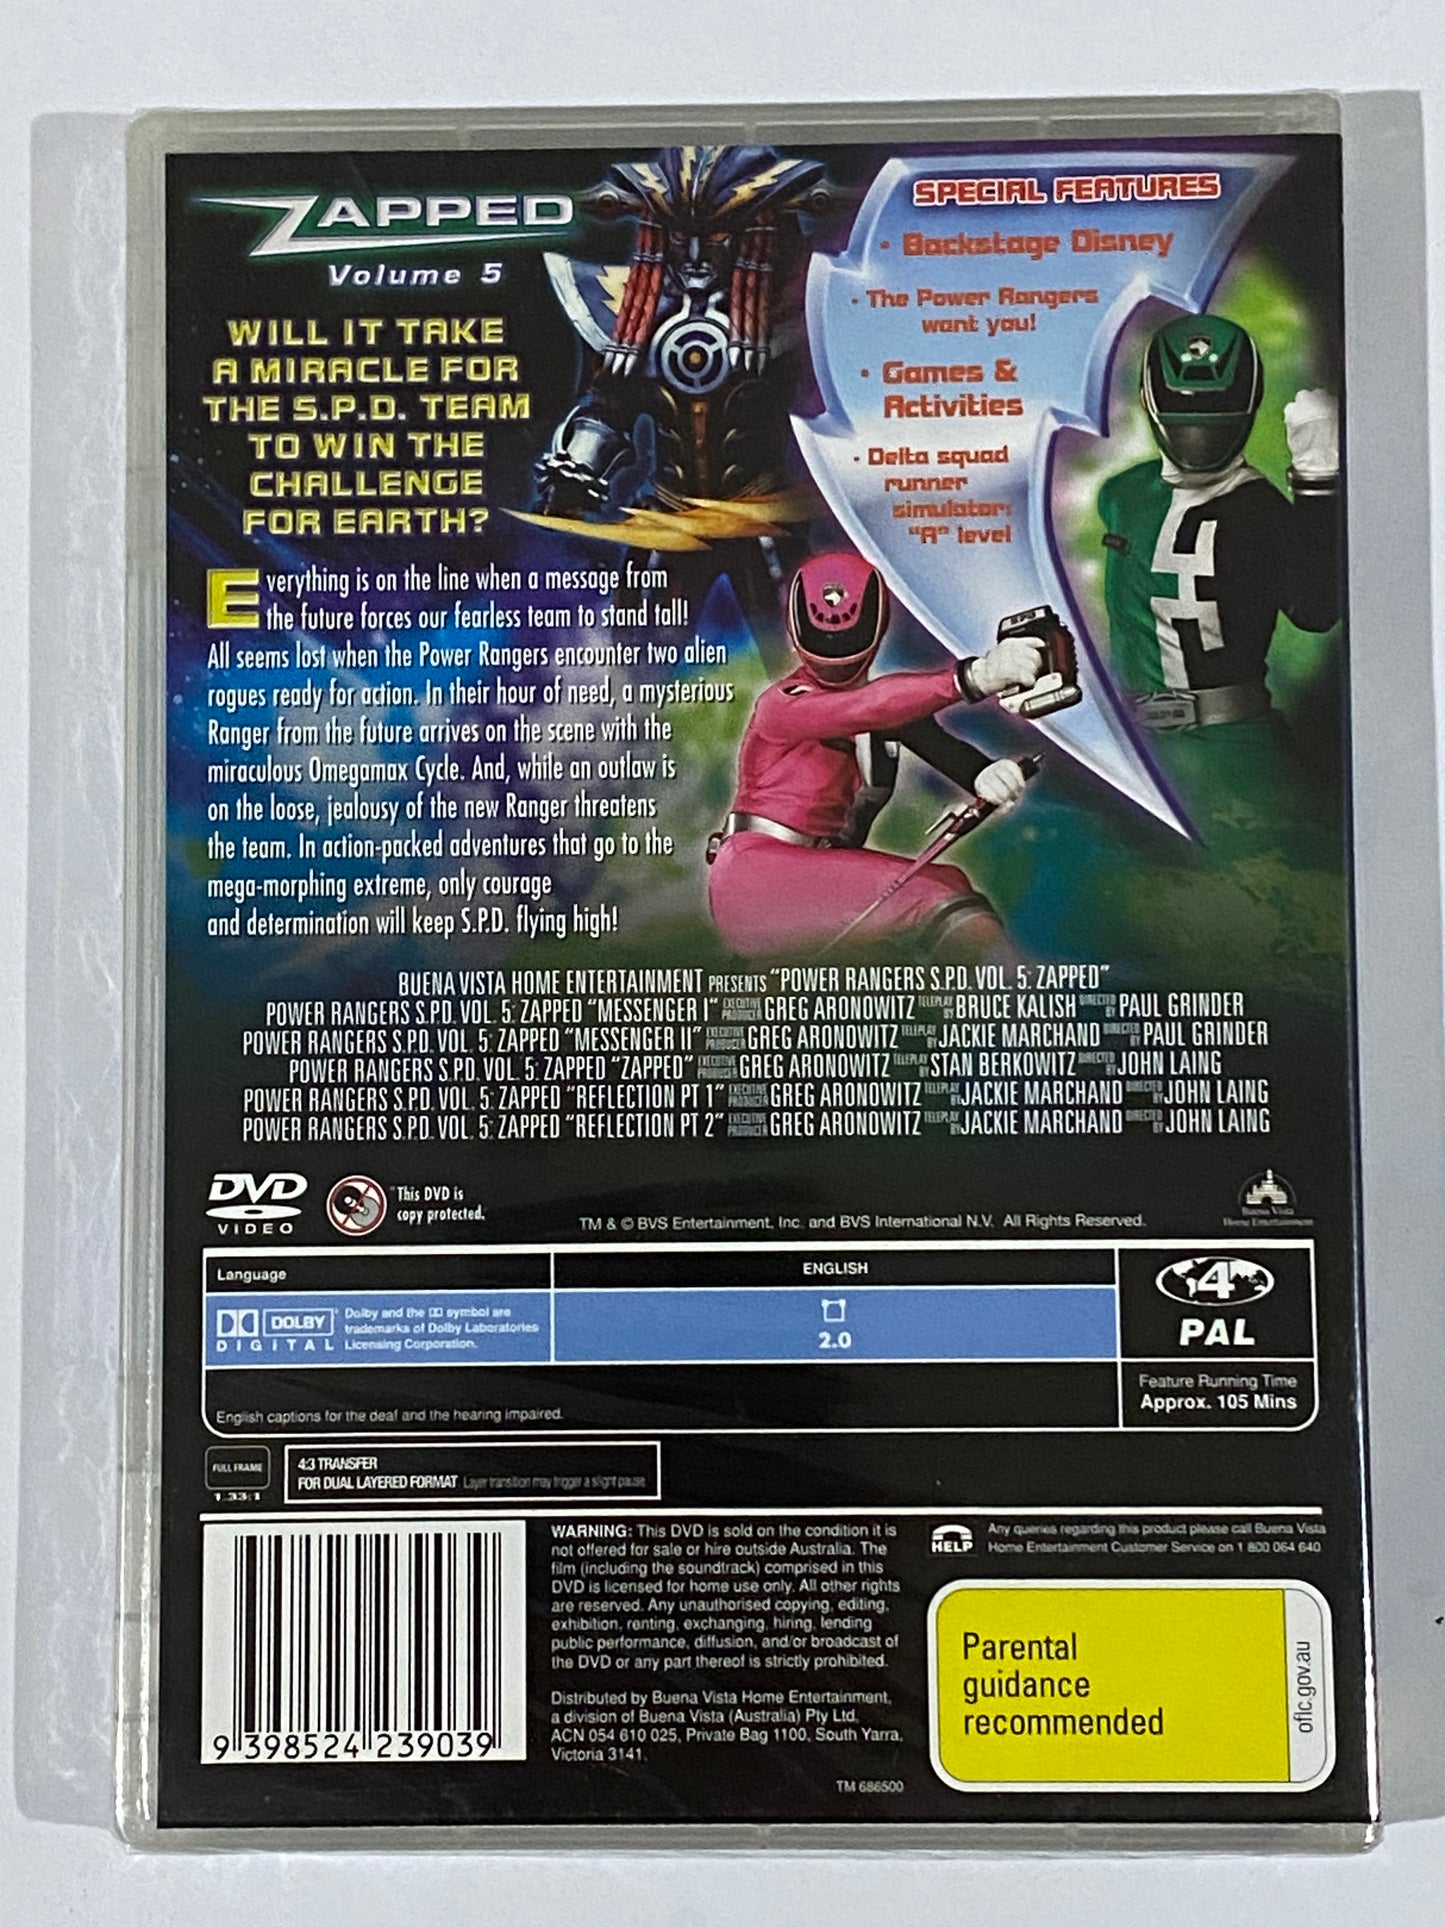 ZAPPED
Volume 5
WILL IT TAKE
A MIRACLE FOR
THE S.P.D. TEAM
TO WIN THE
CHALLENGE
FOR EARTH?
SPECIAL FEATURES
• Backstage Disney
• The Power Rangers
want you!
• Games &
Activities
• Delta squad
runner
simulator:
"A" level
Everything is on the line when a message from
the future forces our fearless team to stand tall!
All seems lost when the Power Rangers encounter two alien
rogues ready for action. In their hour of need, a mysterious
Ranger from the future arrives on the scene with the
miraculous Omegamax Cycle. And, while an outlaw is
on the loose, jealousy of the new Ranger threatens
the team. In action-packed adventures that go to the
mega-morphing extreme, only courage
and determination will keep S.P.D. flying high!
BUENA VISTA HOME ENTERTAINMENT PRESENTS "POWER RANGERS S.P.D. VOL. 5: ZAPPED"
POWER RANGERS S.P.D. VOL. 5: ZAPPED "MESSENGER I" EXECUTIVE PRODUCER GREG ARONOWITZ TELEPLAY BY BRUCE KALISH DIRECTED BY PAUL GRINDER
POWER RANGERS S.P.D. VOL. 5: ZAPPED "MESSENGER II" EXECUTIVE PRODUCER GREG ARONOWITZ TELEPLAY BY JACKIE MARCHAND DIRECTED BY PAUL GRINDER
POWER RANGERS S.P.D. VOL. 5: ZAPPED "ZAPPED" EXECUTIVE PRODUCER GREG ARONOWITZ TELEPLAY BY STAN BERKOWITZ DIRECTED BY JOHN LAING
POWER RANGERS S.P.D. VOL. 5: ZAPPED "REFLECTION PT 1" EXECUTIVE PRODUCER GREG ARONOWITZ TELEPLAY BY JACKIE MARCHAND DIRECTED BY JOHN LAING
POWER RANGERS S.P.D. VOL. 5: ZAPPED "REFLECTION PT 2" EXECUTIVE PRODUCER GREG ARONOWITZ TELEPLAY BY JACKIE MARCHAND DIRECTED BY JOHN LAING
DVD
VIDEO
This DVD is
copy protected.
TM & © BVS Entertainment, Inc. and BVS International N.V. All Rights Reserved.
Buena Vista
Home Entertainment
Language
ENGLISH
DOLBY
DIGITAL
Dolby and the DD symbol are
trademarks of Dolby Laboratories
Licensing Corporation.
2.0
4
PAL
English captions for the deaf and the hearing impaired.
Feature Running Time
Approx. 105 Mins
FULL FRAME
1.33:1
4:3 TRANSFER
FOR DUAL LAYERED FORMAT Layer transition may trigger a slight pause.
9 398524 239039
WARNING: This DVD is sold on the condition it is
not offered for sale or hire outside Australia. The
film (including the soundtrack) comprised in this
DVD is licensed for home use only. All other rights
are reserved. Any unauthorised copying, editing,
exhibition, renting, exchanging, hiring, lending
public performance, diffusion, and/or broadcast of
the DVD or any part thereof is strictly prohibited.
Distributed by Buena Vista Home Entertainment,
a division of Buena Vista (Australia) Pty Ltd.
ACN 054 610 025, Private Bag 1100, South Yarra,
Victoria 3141.
TM 686500
HELP
Any queries regarding this product please call Buena Vista
Home Entertainment Customer Service on 1 800 064 640.
Parental
guidance
recommended
oflc.gov.au